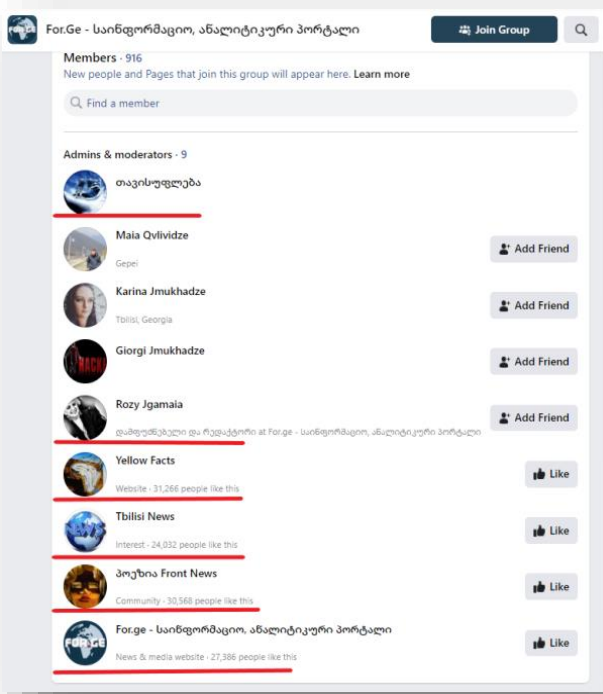 For.Ge - საინფორმაციო, ანალიტიკური პორტალი
Join Group
Members · 916
New people and Pages that join this group will appear here. Learn more
Find a member
Admins & moderators · 9
თავისუფლება
Maia Qvlividze
Gepei
Add Friend
Karina Jmukhadze
Tbilisi, Georgia
Add Friend
Giorgi Jmukhadze
Add Friend
HACK
Rozy Jgamaia
დამფუძნებელი და რედაქტორი at For.ge - საინფორმაციო, ანალიტიკური პორტალი
Add Friend
Yellow Facts
Website · 31,266 people like this
Like
Tbilisi News
Interest · 24,032 people like this
Like
პოეზია Front News
Community · 30,568 people like this
Like
For.ge - საინფორმაციო, ანალიტიკური პორტალი
News & media website · 27,386 people like this
Like
FOR.GE